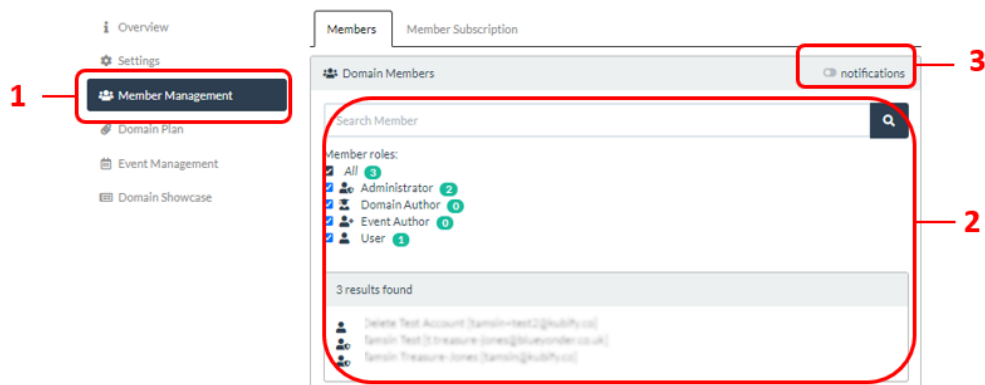 Overview
Settings
1
Member Management
Domain Plan
Event Management
Domain Showcase
Members
Member Subscription
Domain Members
notifications
3
Search Member
Member roles:
All 3
Administrator 2
Domain Author 0
Event Author 0
User 1
2
3 results found
Delete Test Account [tamsin+test2@kubify.co]
Tamsin Test [t.treasure-jones@blueyonder.co.uk]
Tamsin Treasure-Jones [tamsin@kubify.co]